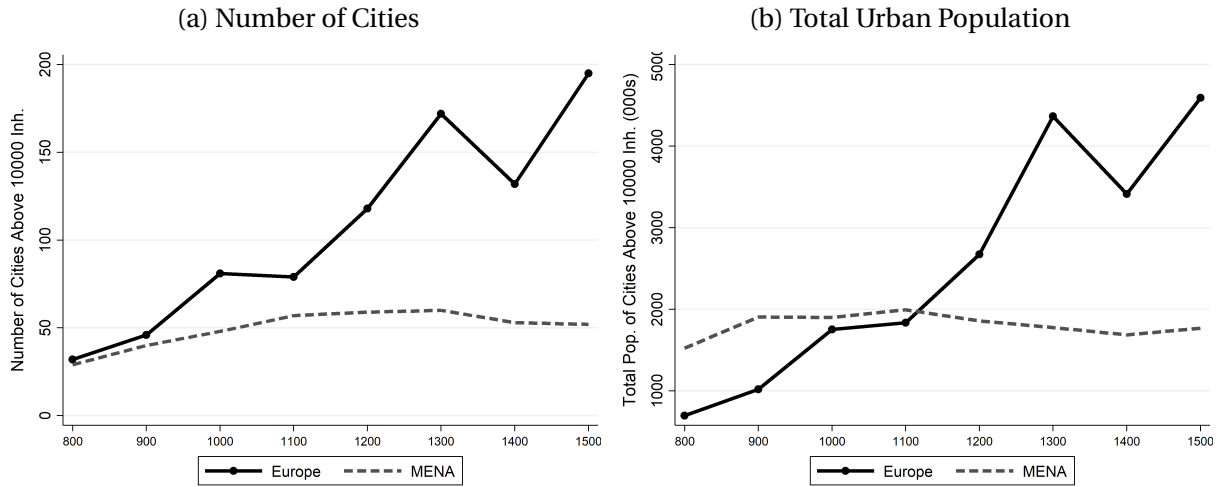 (a) Number of Cities
Number of Cities Above 10000 Inh.
200
150
100
50
0
800 900 1000 1100 1200 1300 1400 1500
Europe MENA
(b) Total Urban Population
Total Pop. of Cities Above 10000 Inh. (000s)
5000
4000
3000
2000
1000
800 900 1000 1100 1200 1300 1400 1500
Europe MENA